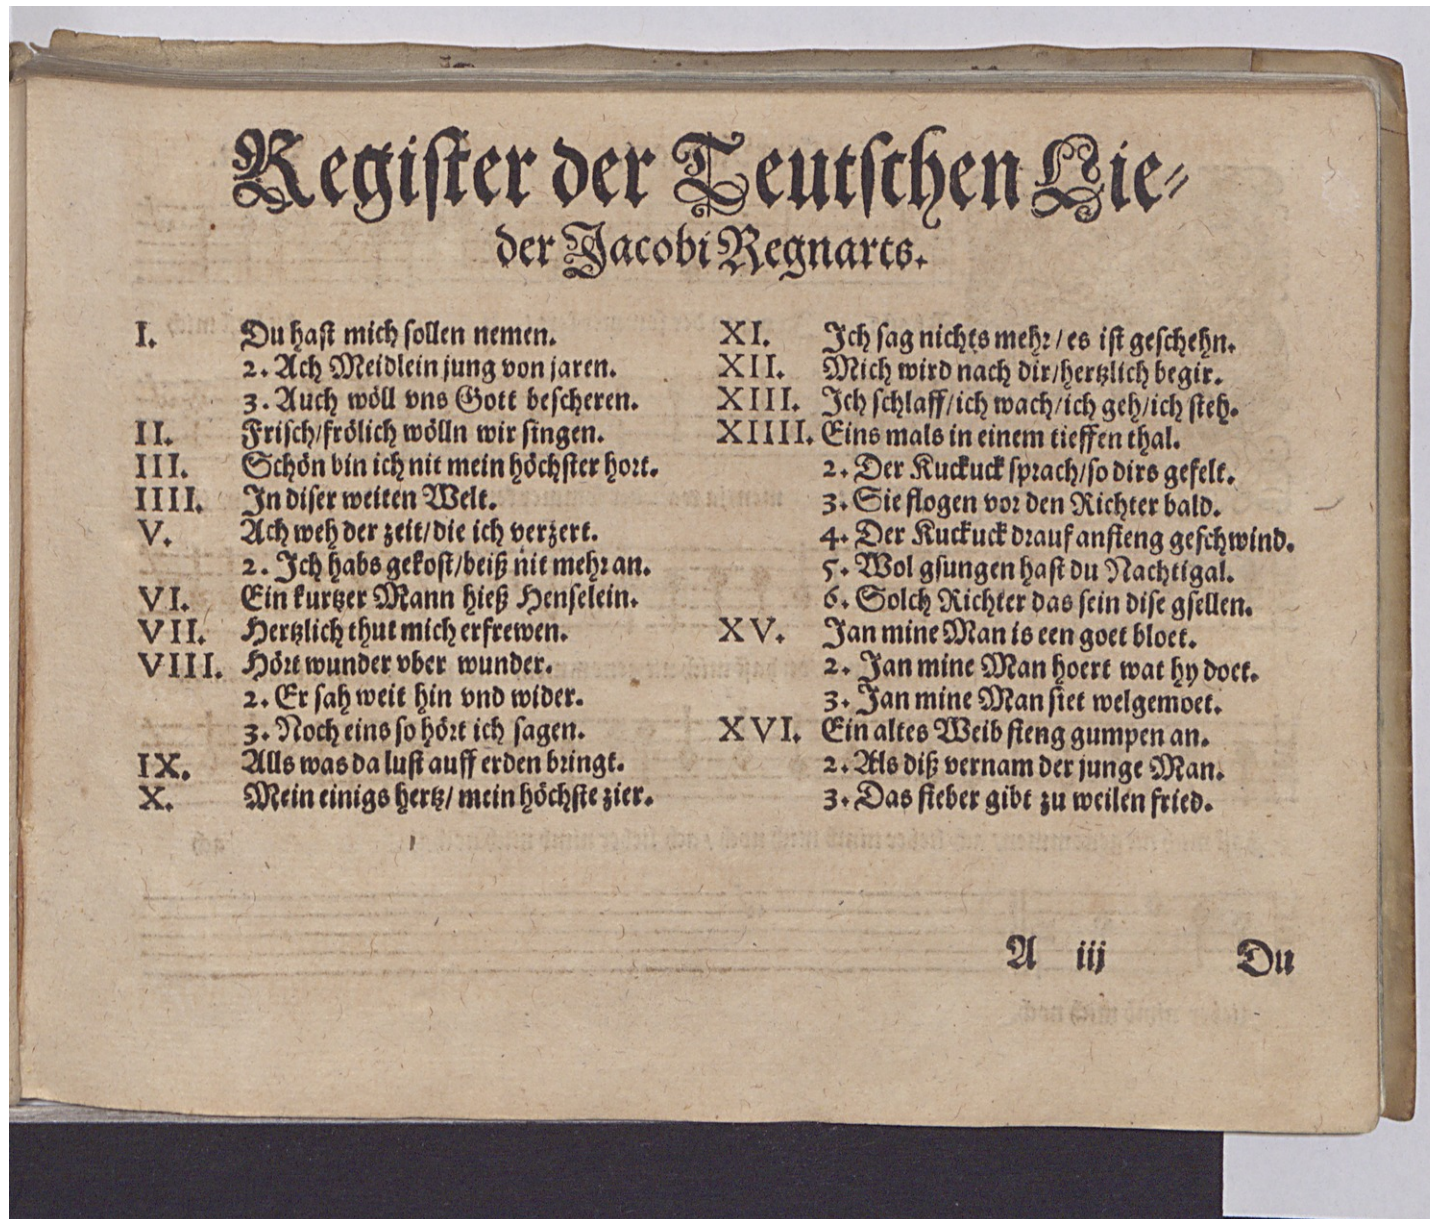 Register der Teutschen Lie⸗
der Jacobi Regnarts.
I. Du hast mich sollen nemen.
2. Ach Meidlein jung von jaren.
3. Auch wöll vns Gott bescheren.
II. Frisch/frölich wölln wir singen.
III. Schön bin ich nit mein höchster hort.
IIII. In diser weiten Welt.
V. Ach weh der zeit/die ich verzert.
2. Ich habs gekost/beiß nit mehr an.
VI. Ein kurtzer Mann hieß Henselein.
VII. Hertzlich thut mich erfrewen.
VIII. Hört wunder vber wunder.
2. Er sah weit hin vnd wider.
3. Noch eins so hört ich sagen.
IX. Alls was da lust auff erden bringt.
X. Mein einigs hertz/ mein höchste zier.
XI. Ich sag nichts mehr/es ist geschehn.
XII. Mich wird nach dir/hertzlich begir.
XIII. Ich schlaff/ich wach/ich geh/ich steh.
XIIII. Eins mals in einem tieffen thal.
2. Der Kuckuck sprach/so dirs gefelt.
3. Sie flogen vor den Richter bald.
4. Der Kuckuck drauf anfieng geschwind.
5. Wol gsungen hast du Nachtigal.
6. Solch Richter das sein dise gsellen.
XV. Jan mine Man is een goet bloet.
2. Jan mine Man hoert wat hy doet.
3. Jan mine Man siet welgemoet.
XVI. Ein altes Weib fieng gumpen an.
2. Als diß vernam der junge Man.
3. Das fieber gibt zu weilen fried.
A iij Du